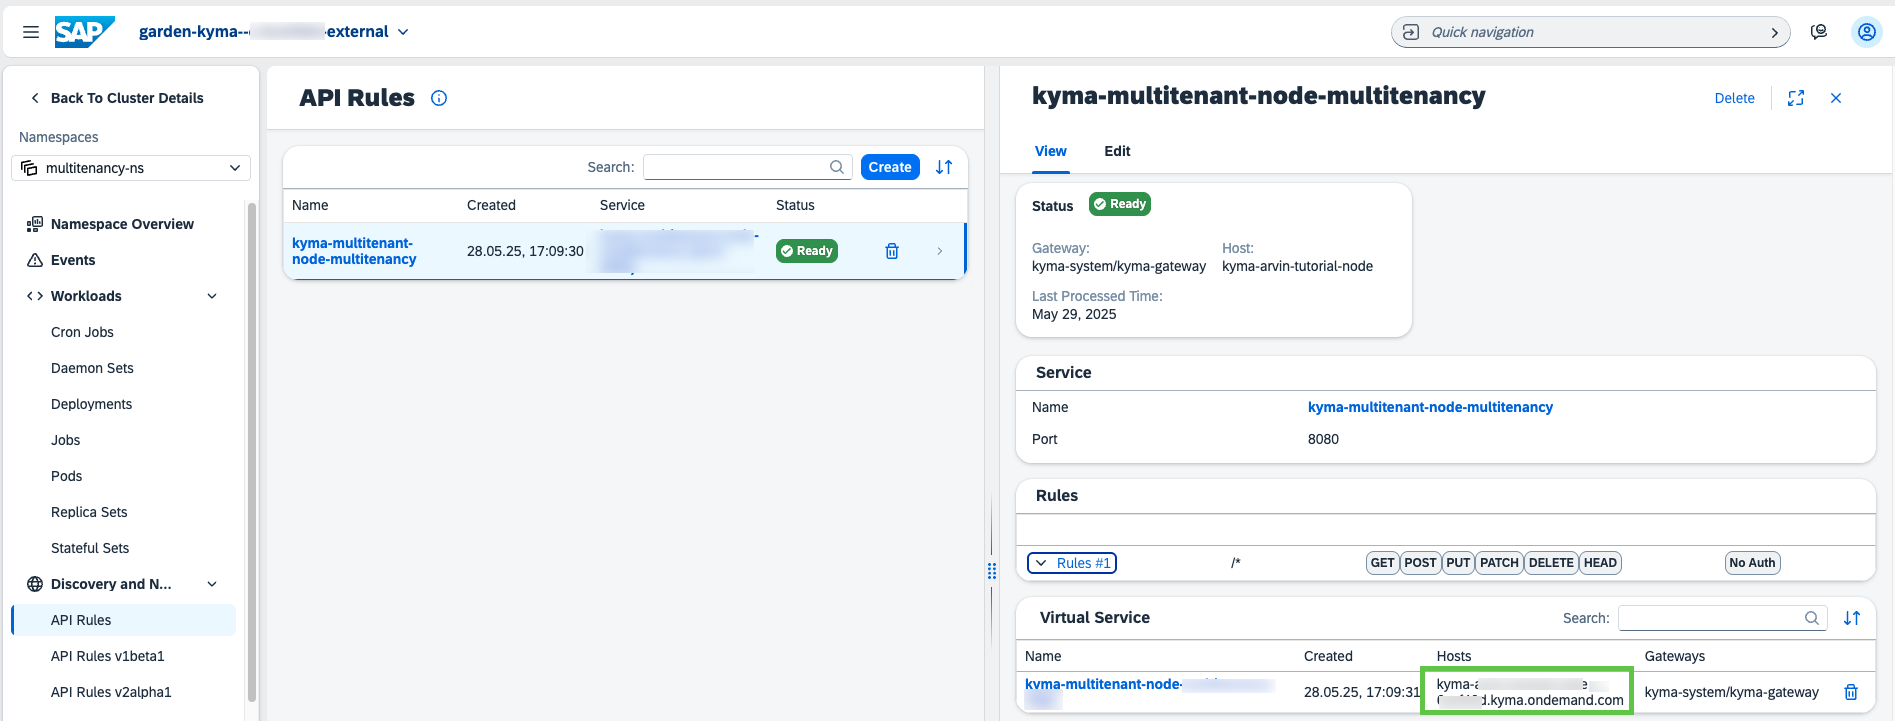 SAP
garden-kyma-- -external
Quick navigation
Back To Cluster Details
Namespaces
multitenancy-ns
Namespace Overview
Events
Workloads
Cron Jobs
Daemon Sets
Deployments
Jobs
Pods
Replica Sets
Stateful Sets
Discovery and N...
API Rules
API Rules v1beta1
API Rules v2alpha1
API Rules
Search:
Create
Name Created Service Status
kyma-multitenant-
node-multitenancy
28.05.25, 17:09:30
Ready
kyma-multitenant-node-multitenancy
Delete
View Edit
Status Ready
Gateway: Host:
kyma-system/kyma-gateway kyma-arvin-tutorial-node
Last Processed Time:
May 29, 2025
Service
Name kyma-multitenant-node-multitenancy
Port 8080
Rules
Rules #1 /* GET POST PUT PATCH DELETE HEAD No Auth
Virtual Service Search:
Name Created Hosts Gateways
kyma-multitenant-node-
28.05.25, 17:09:31
kyma-a
d.kyma.ondemand.com
kyma-system/kyma-gateway